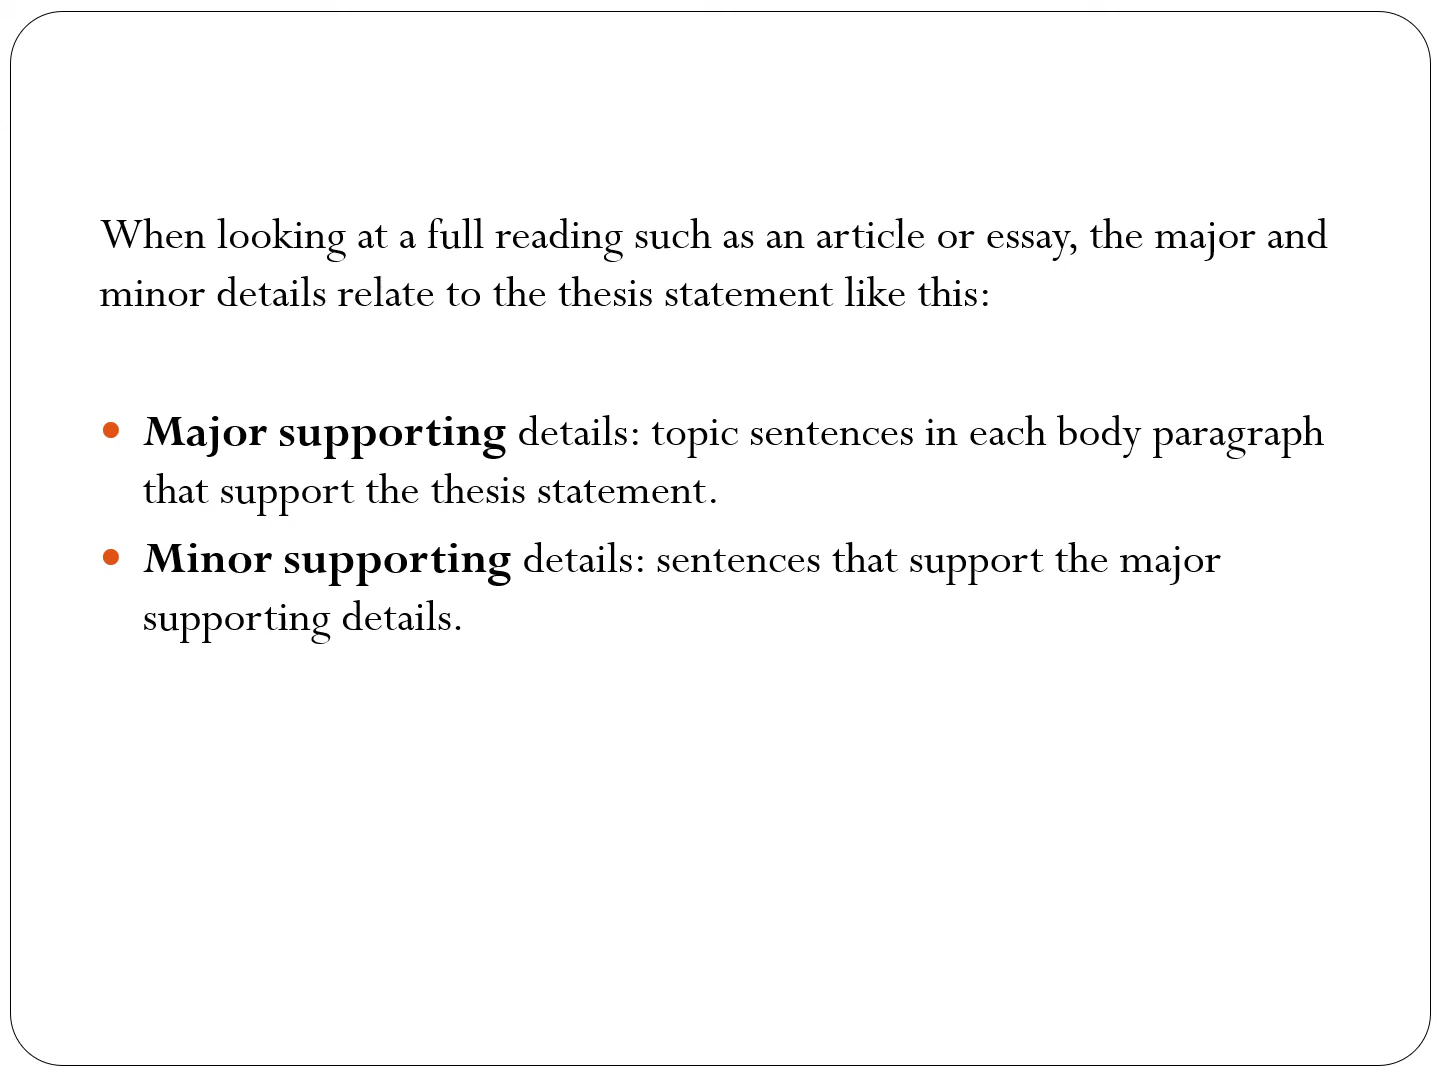 When looking at a full reading such as an article or essay, the major and
minor details relate to the thesis statement like this:
• Major supporting details: topic sentences in each body paragraph
that support the thesis statement.
• Minor supporting details: sentences that support the major
supporting details.